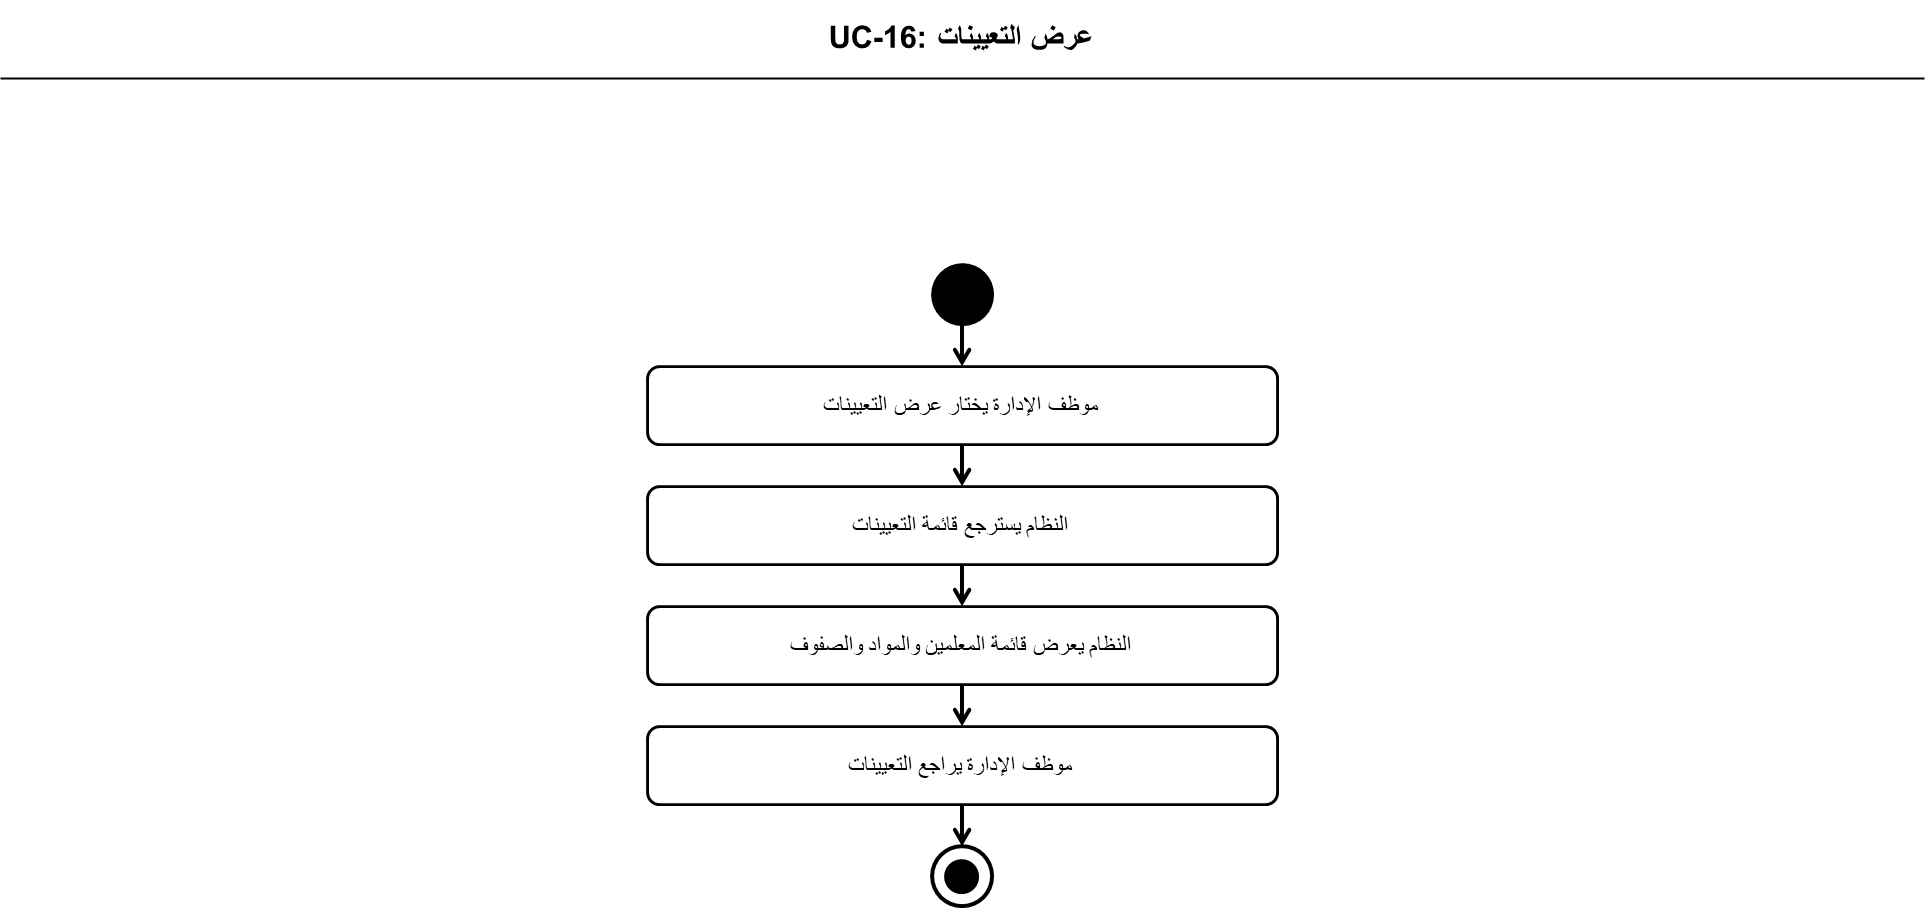 UC-16: عرض التعيينات
موظف الإدارة يختار عرض التعيينات
النظام يسترجع قائمة التعيينات
النظام يعرض قائمة المعلمين والمواد والصفوف
موظف الإدارة يراجع التعيينات